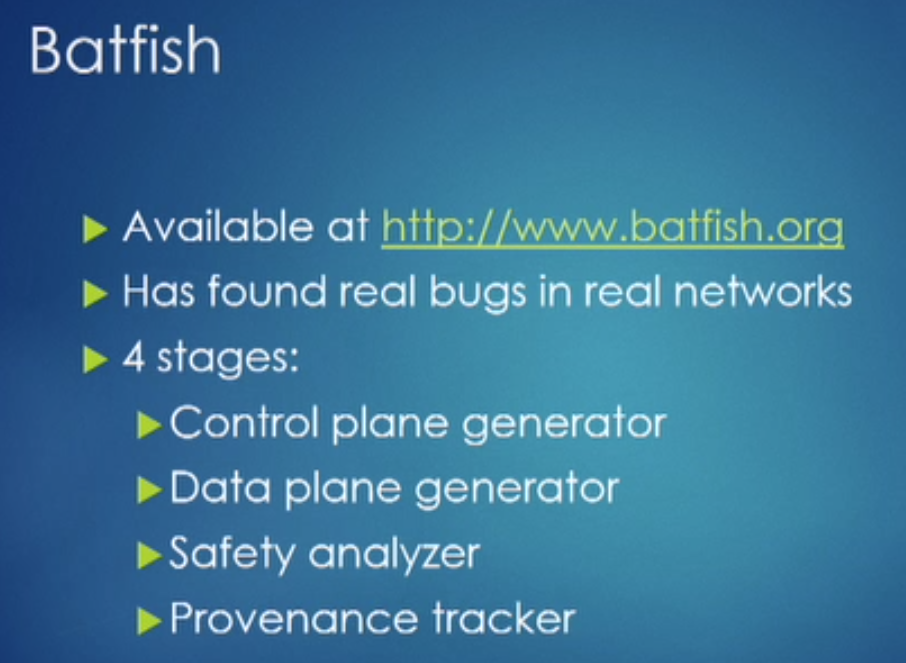 Batfish
Available at http://www.batfish.org
Has found real bugs in real networks
4 stages:
Control plane generator
Data plane generator
Safety analyzer
Provenance tracker